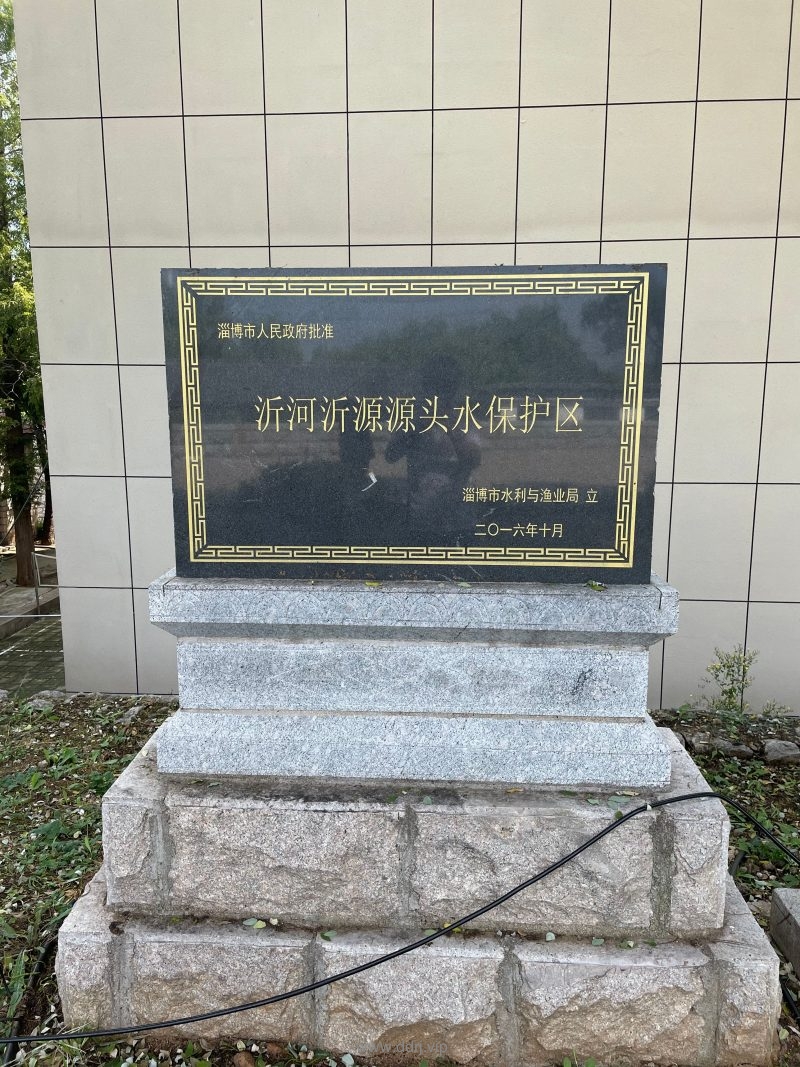 淄博市人民政府批准
沂河沂源源头水保护区
淄博市水利与渔业局 立
二〇一六年十月